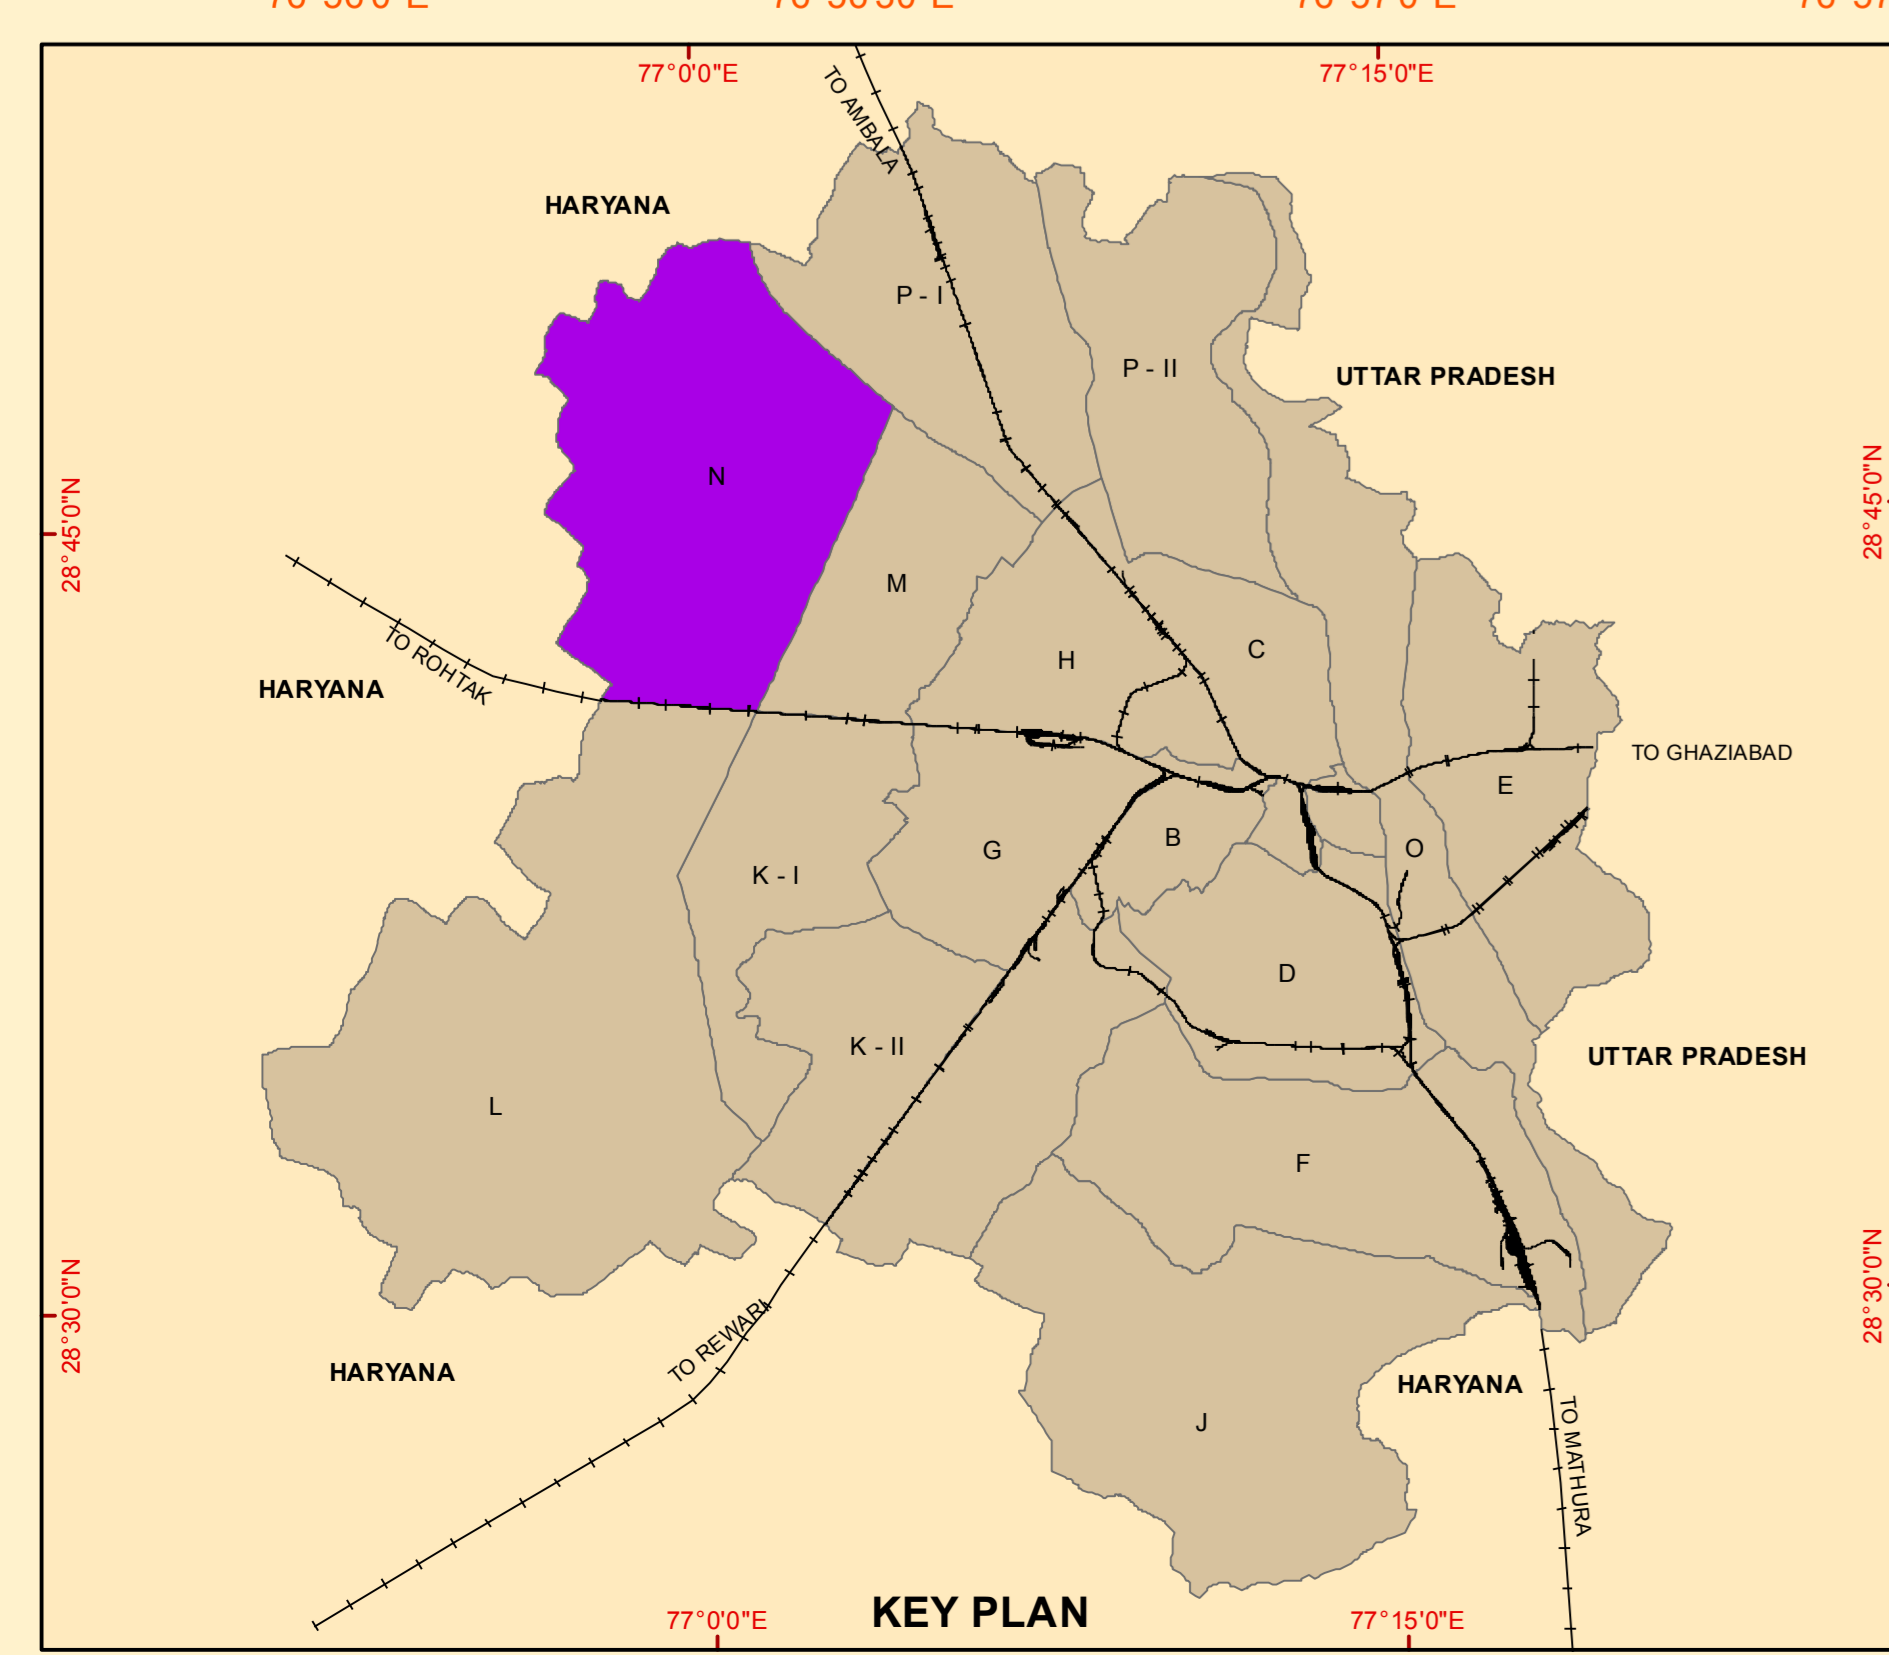 77°0'0"E
77°15'0"E
TO AMBALA
HARYANA
P - I
P - II
UTTAR PRADESH
N
28°45'0"N
28°45'0"N
M
TO ROHTAK
H
C
HARYANA
TO GHAZIABAD
E
B
G
O
K - I
D
K - II
UTTAR PRADESH
L
F
28°30'0"N
28°30'0"N
TO REWARI
HARYANA
HARYANA
J
TO MATHURA
KEY PLAN
77°0'0"E
77°15'0"E